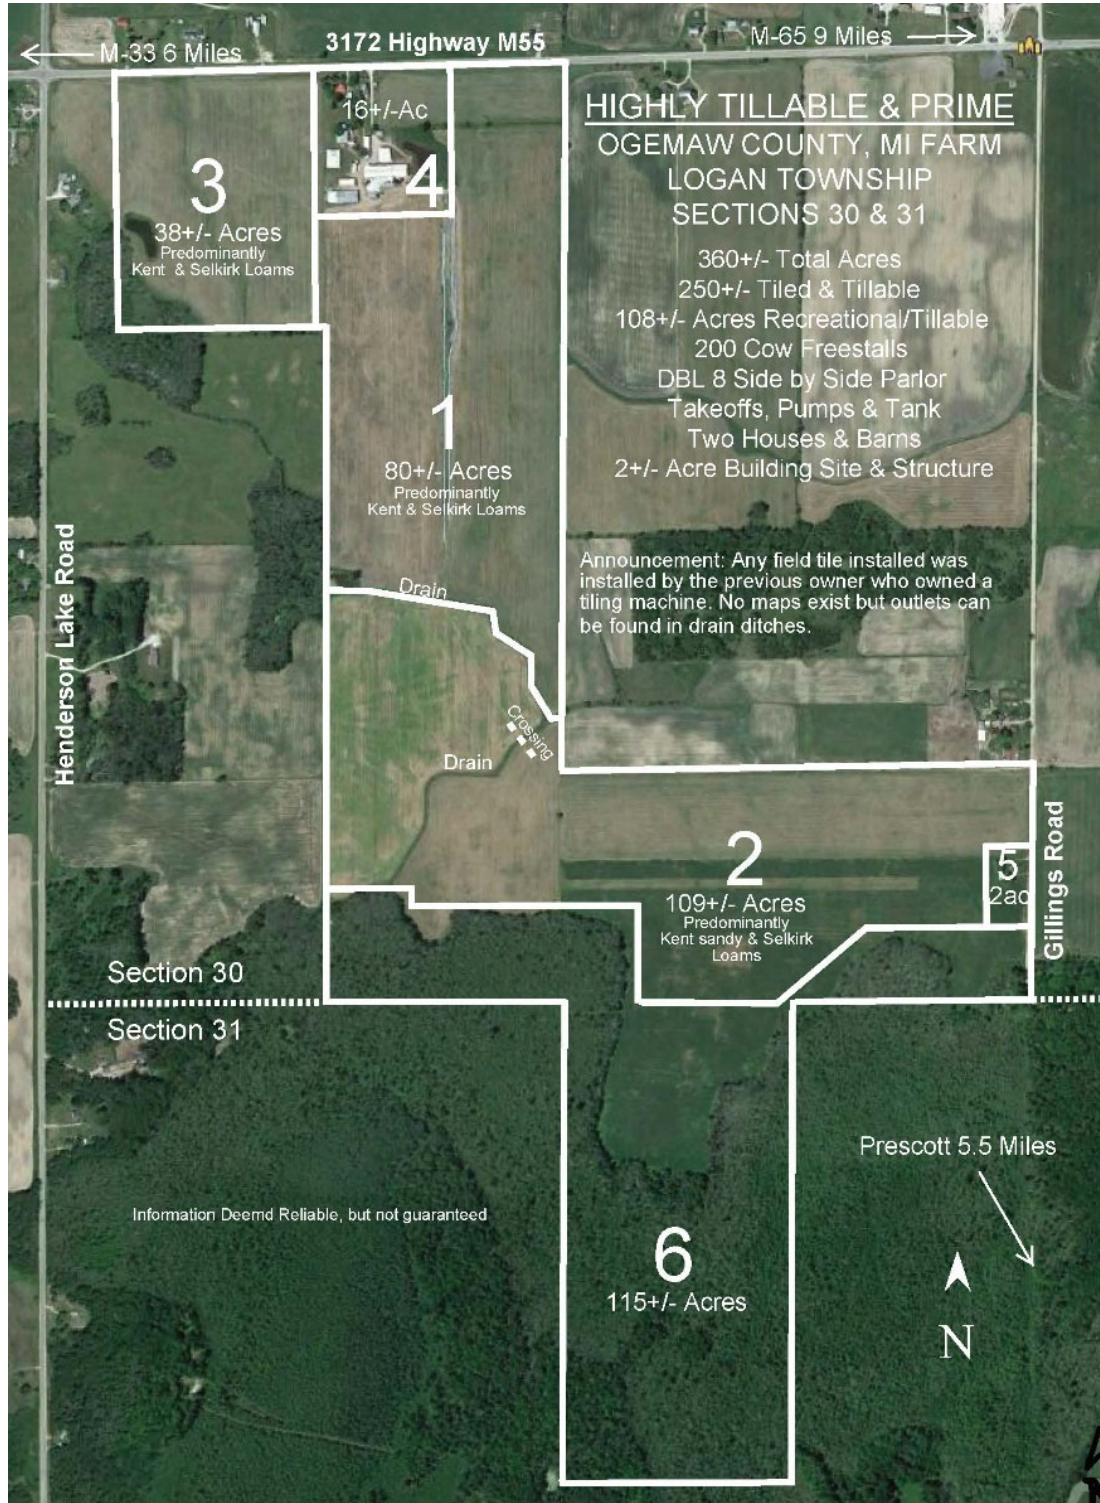 M-33 6 Miles
3172 Highway M55
M-65 9 Miles
HIGHLY TILLABLE & PRIME
OGEMAW COUNTY, MI FARM
LOGAN TOWNSHIP
SECTIONS 30 & 31
360+/- Total Acres
250+/- Tiled & Tillable
108+/- Acres Recreational/Tillable
200 Cow Freestalls
DBL 8 Side by Side Parlor
Takeoffs, Pumps & Tank
Two Houses & Barns
2+/- Acre Building Site & Structure
Announcement: Any field tile installed was
installed by the previous owner who owned a
tiling machine. No maps exist but outlets can
be found in drain ditches.
16+/-Ac
4
3
38+/- Acres
Predominantly
Kent & Selkirk Loams
1
80+/- Acres
Predominantly
Kent & Selkirk Loams
Henderson Lake Road
Drain
Crossing
Drain
2
109+/- Acres
Predominantly
Kent sandy & Selkirk
Loams
5
2ac
Gillings Road
Section 30
Section 31
Prescott 5.5 Miles
Information Deemd Reliable, but not guaranteed
6
115+/- Acres
N